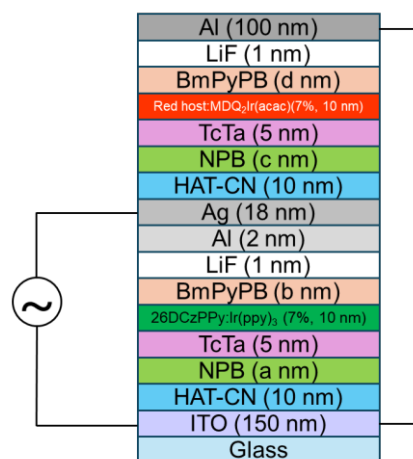 Al (100 nm)
LiF (1 nm)
BmPyPB (d nm)
Red host:MDQ₂Ir(acac)(7%, 10 nm)
TcTa (5 nm)
NPB (c nm)
HAT-CN (10 nm)
Ag (18 nm)
Al (2 nm)
LiF (1 nm)
BmPyPB (b nm)
26DCzPPy:Ir(ppy)₃ (7%, 10 nm)
TcTa (5 nm)
NPB (a nm)
HAT-CN (10 nm)
ITO (150 nm)
Glass
~